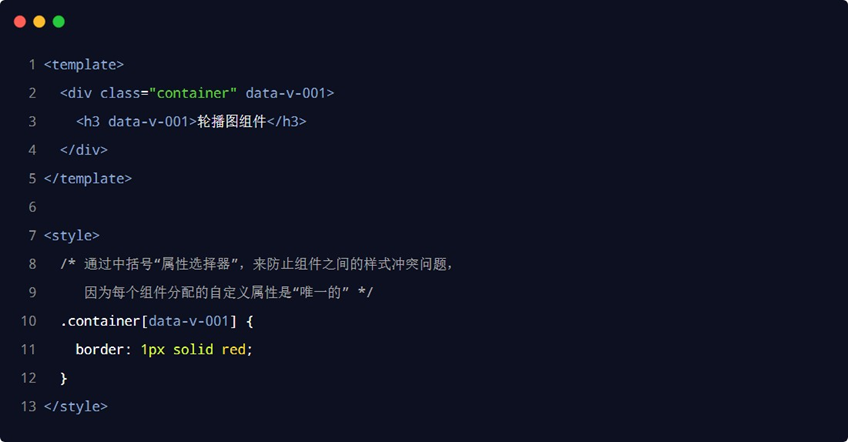 1 <template>
2   <div class="container" data-v-001>
3     <h3 data-v-001>轮播图组件</h3>
4   </div>
5 </template>
6
7 <style>
8   /* 通过中括号“属性选择器”，来防止组件之间的样式冲突问题，
9      因为每个组件分配的自定义属性是“唯一的” */
10   .container[data-v-001] {
11     border: 1px solid red;
12   }
13 </style>